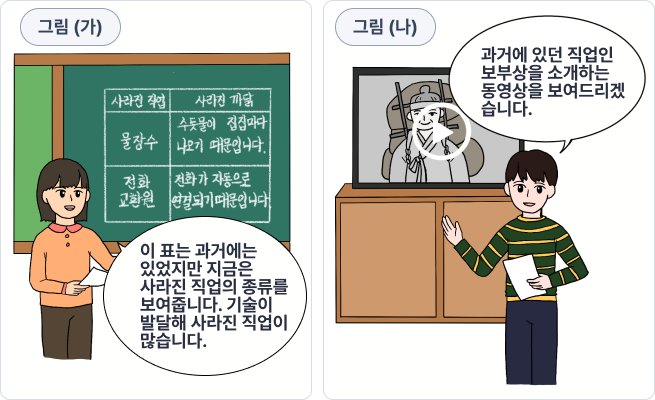 그림 (가)
사라진 직업 사라진 까닭
물장수
수돗물이 집집마다
나오기 때문입니다.
전화
교환원
전화가 자동으로
연결되기 때문입니다.
이 표는 과거에는
있었지만 지금은
사라진 직업의 종류를
보여줍니다. 기술이
발달해 사라진 직업이
많습니다.
그림 (나)
과거에 있던 직업인
보부상을 소개하는
동영상을 보여드리겠
습니다.